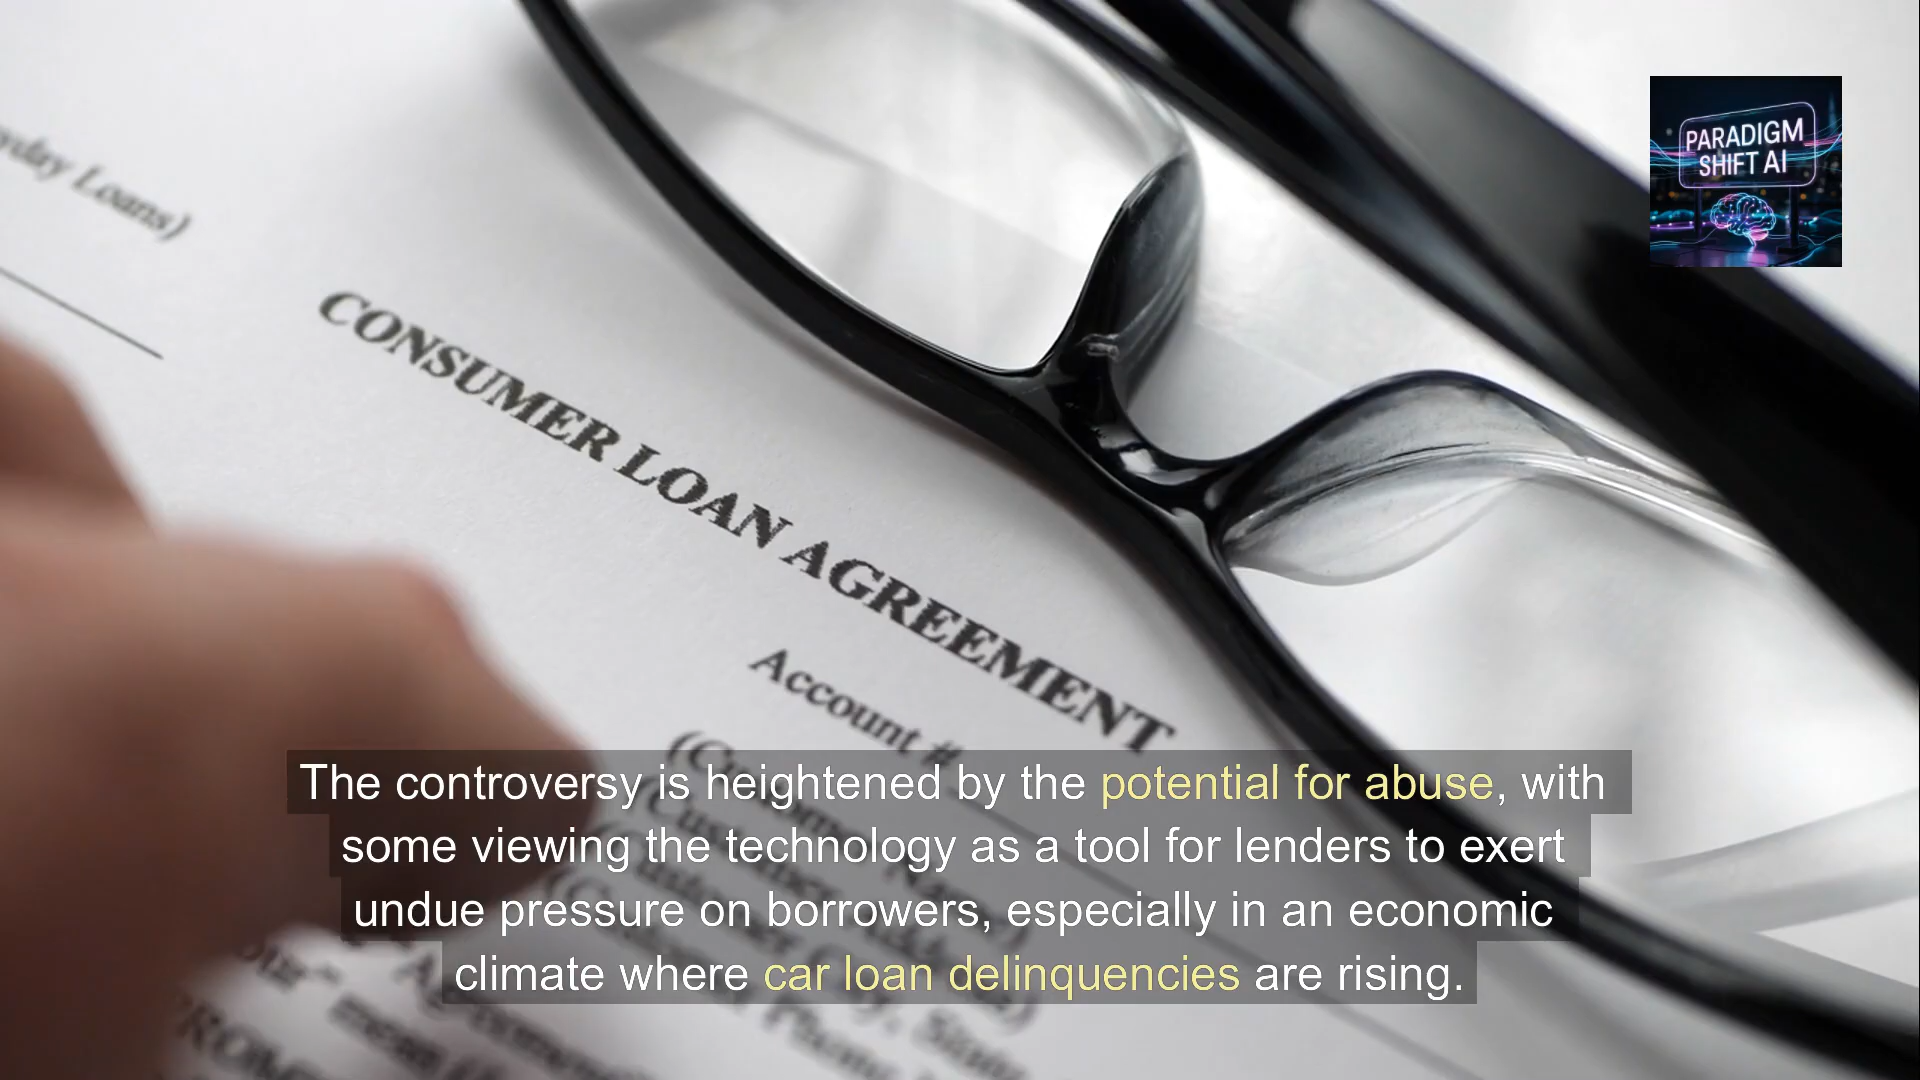 PARADIGM
SHIFT AI
Loans)
CONSUMER LOAN AGREEMENT
Account #
The controversy is heightened by the potential for abuse, with
some viewing the technology as a tool for lenders to exert
undue pressure on borrowers, especially in an economic
climate where car loan delinquencies are rising.